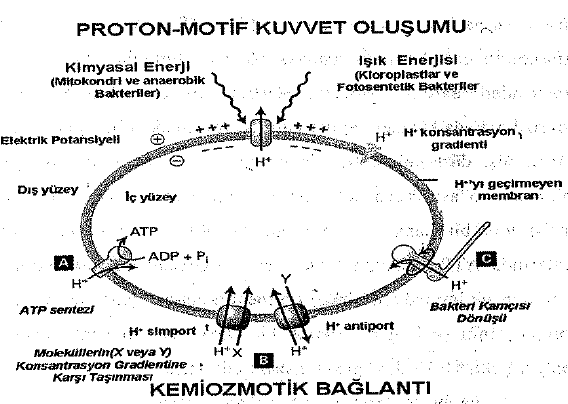 PROTON-MOTİF KUVVET OLUŞUMU
Kimyasal Enerji
(Mitokondri ve anaerobik
Bakteriler)
Işık Enerjisi
(Kloroplastlar ve
Fotosentetik Bakteriler
Elektrik Potansiyeli
+
+++
+++
H⁺
H⁺ konsantrasyon
gradienti
−
H⁺
Dış yüzey
İç yüzey
H⁺'yı geçirmeyen
membran
ATP
ADP + Pi
A
H⁺
C
H⁺
ATP sentezi
Y
Bakteri Kamçısı
Dönüşü
H⁺ simport
H⁺ antiport
H⁺
X
B
H⁺
Moleküllerin(X veya Y)
Konsantrasyon Gradientine
Karşı Taşınması
KEMİOZMOTİK BAĞLANTI